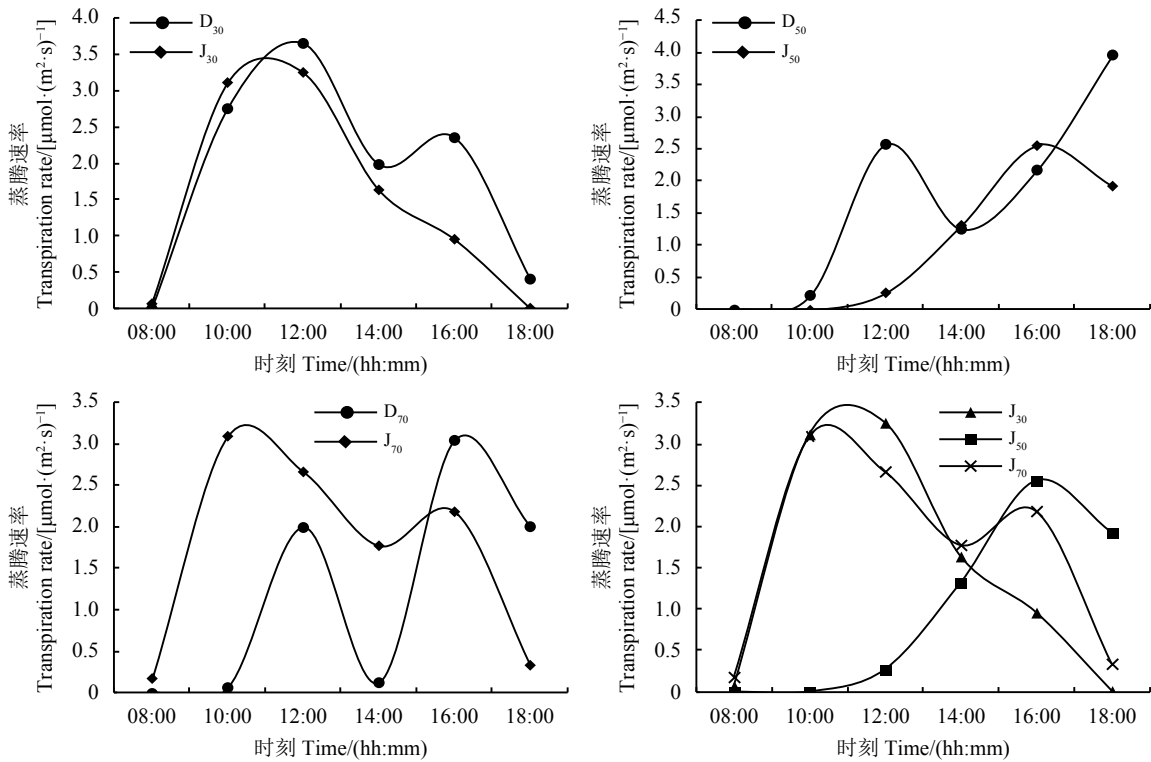 4.0
3.5
3.0
2.5
2.0
1.5
1.0
0.5
0
蒸腾速率
Transpiration rate/[μmol·(m²·s)⁻¹]
D₃₀
J₃₀
08:00 10:00 12:00 14:00 16:00 18:00
时刻 Time/(hh:mm)
4.5
4.0
3.5
3.0
2.5
2.0
1.5
1.0
0.5
0
蒸腾速率
Transpiration rate/[μmol·(m²·s)⁻¹]
D₅₀
J₅₀
08:00 10:00 12:00 14:00 16:00 18:00
时刻 Time/(hh:mm)
3.5
3.0
2.5
2.0
1.5
1.0
0.5
0
蒸腾速率
Transpiration rate/[μmol·(m²·s)⁻¹]
D₇₀
J₇₀
08:00 10:00 12:00 14:00 16:00 18:00
时刻 Time/(hh:mm)
3.5
3.0
2.5
2.0
1.5
1.0
0.5
0
蒸腾速率
Transpiration rate/[μmol·(m²·s)⁻¹]
J₃₀
J₅₀
J₇₀
08:00 10:00 12:00 14:00 16:00 18:00
时刻 Time/(hh:mm)